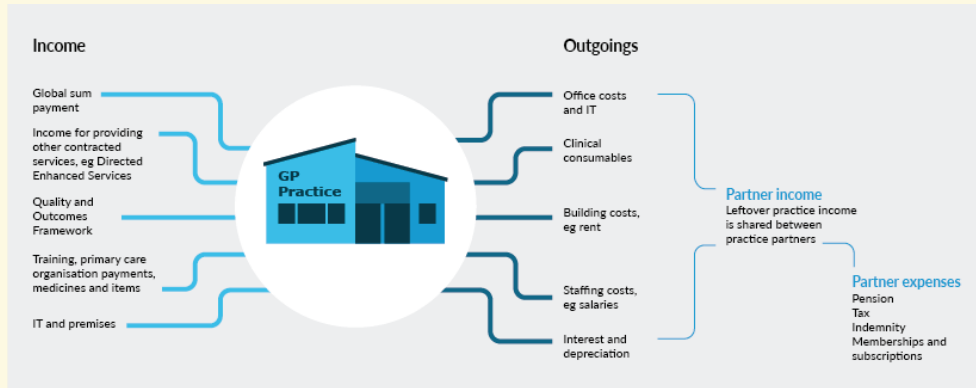 Income
Global sum
payment
Income for providing
other contracted
services, eg Directed
Enhanced Services
Quality and
Outcomes
Framework
Training, primary care
organisation payments,
medicines and items
IT and premises
GP
Practice
Outgoings
Office costs
and IT
Clinical
consumables
Building costs,
eg rent
Staffing costs,
eg salaries
Interest and
depreciation
Partner income
Leftover practice income
is shared between
practice partners
Partner expenses
Pension
Tax
Indemnity
Memberships and
subscriptions